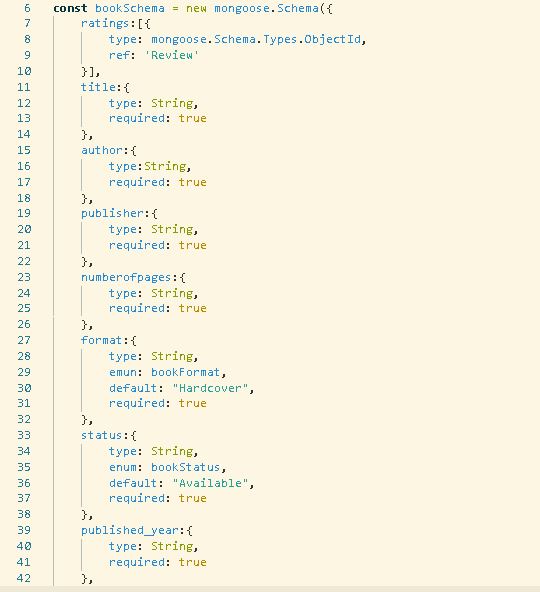 6 const bookSchema = new mongoose.Schema({
7 ratings:[{
8 type: mongoose.Schema.Types.ObjectId,
9 ref: 'Review'
10 }],
11 title:{
12 type: String,
13 required: true
14 },
15 author:{
16 type:String,
17 required: true
18 },
19 publisher:{
20 type: String,
21 required: true
22 },
23 numberofpages:{
24 type: String,
25 required: true
26 },
27 format:{
28 type: String,
29 emun: bookFormat,
30 default: "Hardcover",
31 required: true
32 },
33 status:{
34 type: String,
35 enum: bookStatus,
36 default: "Available",
37 required: true
38 },
39 published_year:{
40 type: String,
41 required: true
42 },